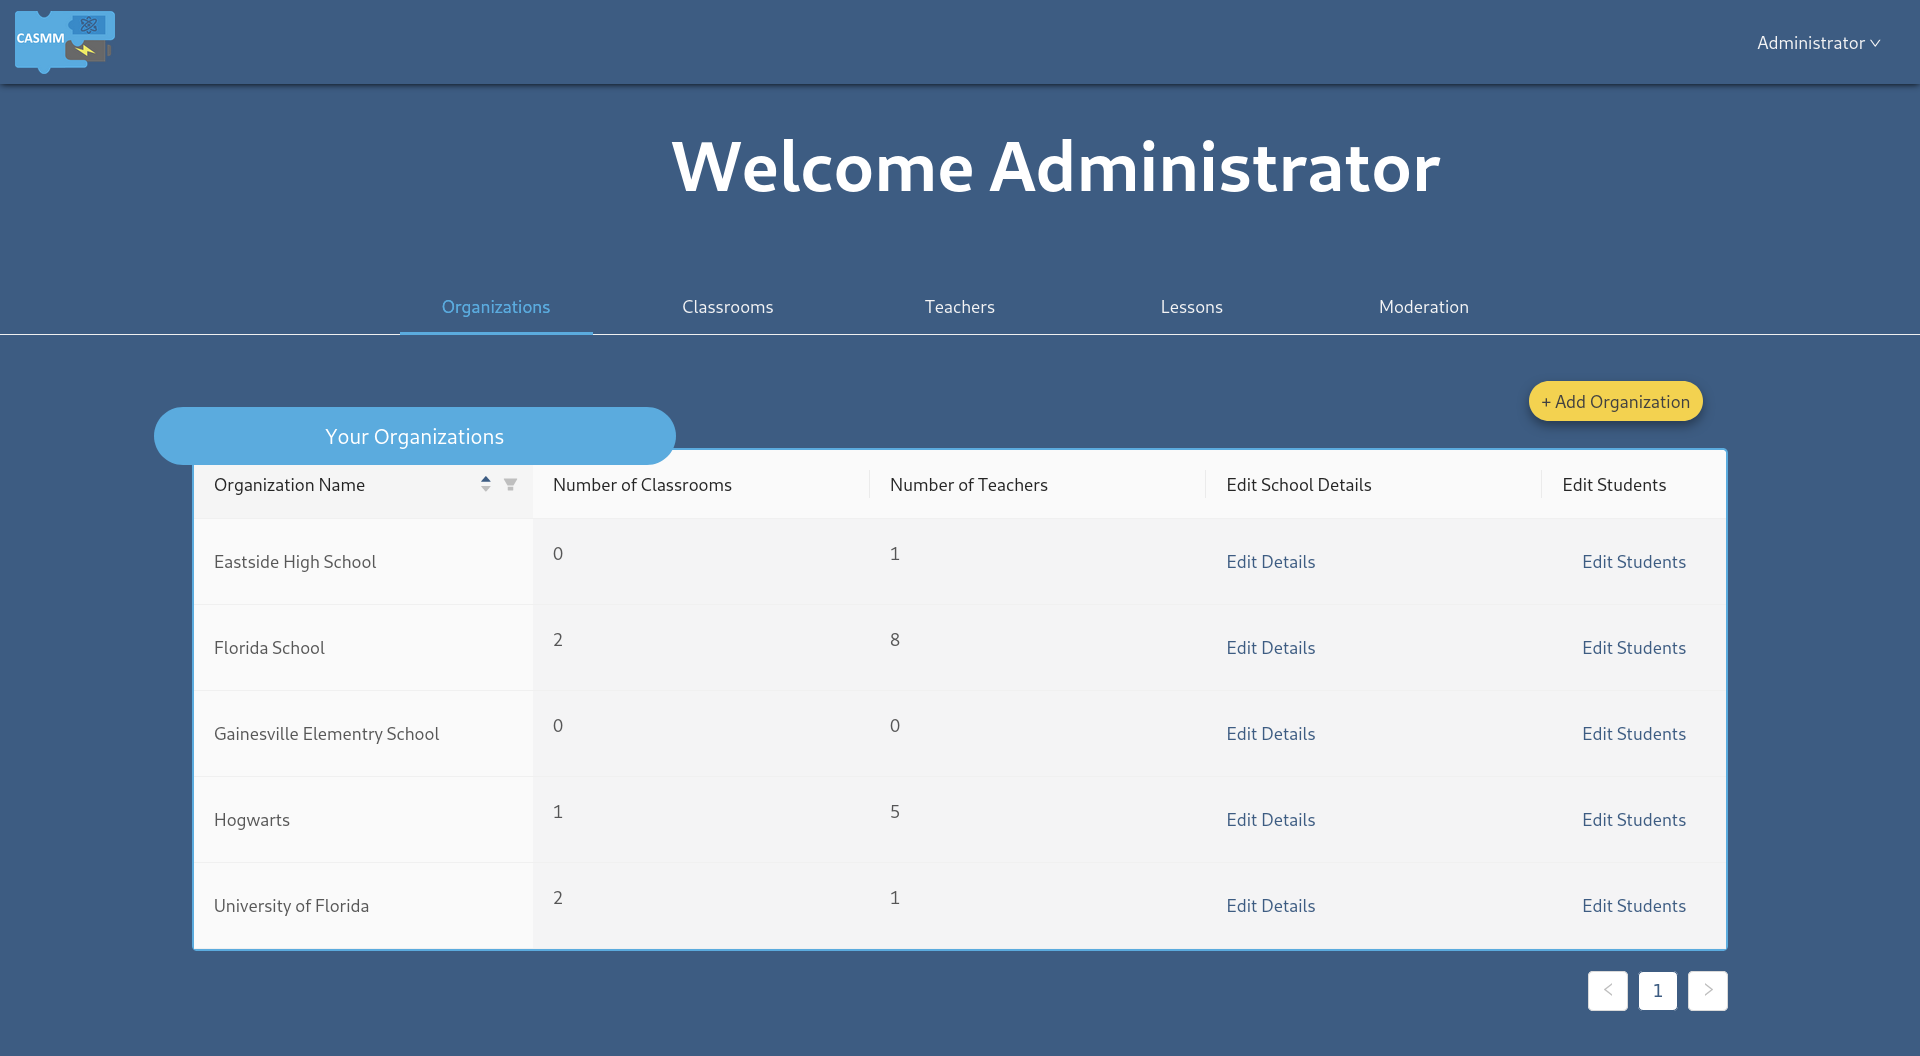 CASMM
Administrator
Welcome Administrator
Organizations Classrooms Teachers Lessons Moderation
+ Add Organization
Your Organizations
Organization Name Number of Classrooms Number of Teachers Edit School Details Edit Students
Eastside High School 0 1 Edit Details Edit Students
Florida School 2 8 Edit Details Edit Students
Gainesville Elementry School 0 0 Edit Details Edit Students
Hogwarts 1 5 Edit Details Edit Students
University of Florida 2 1 Edit Details Edit Students
1